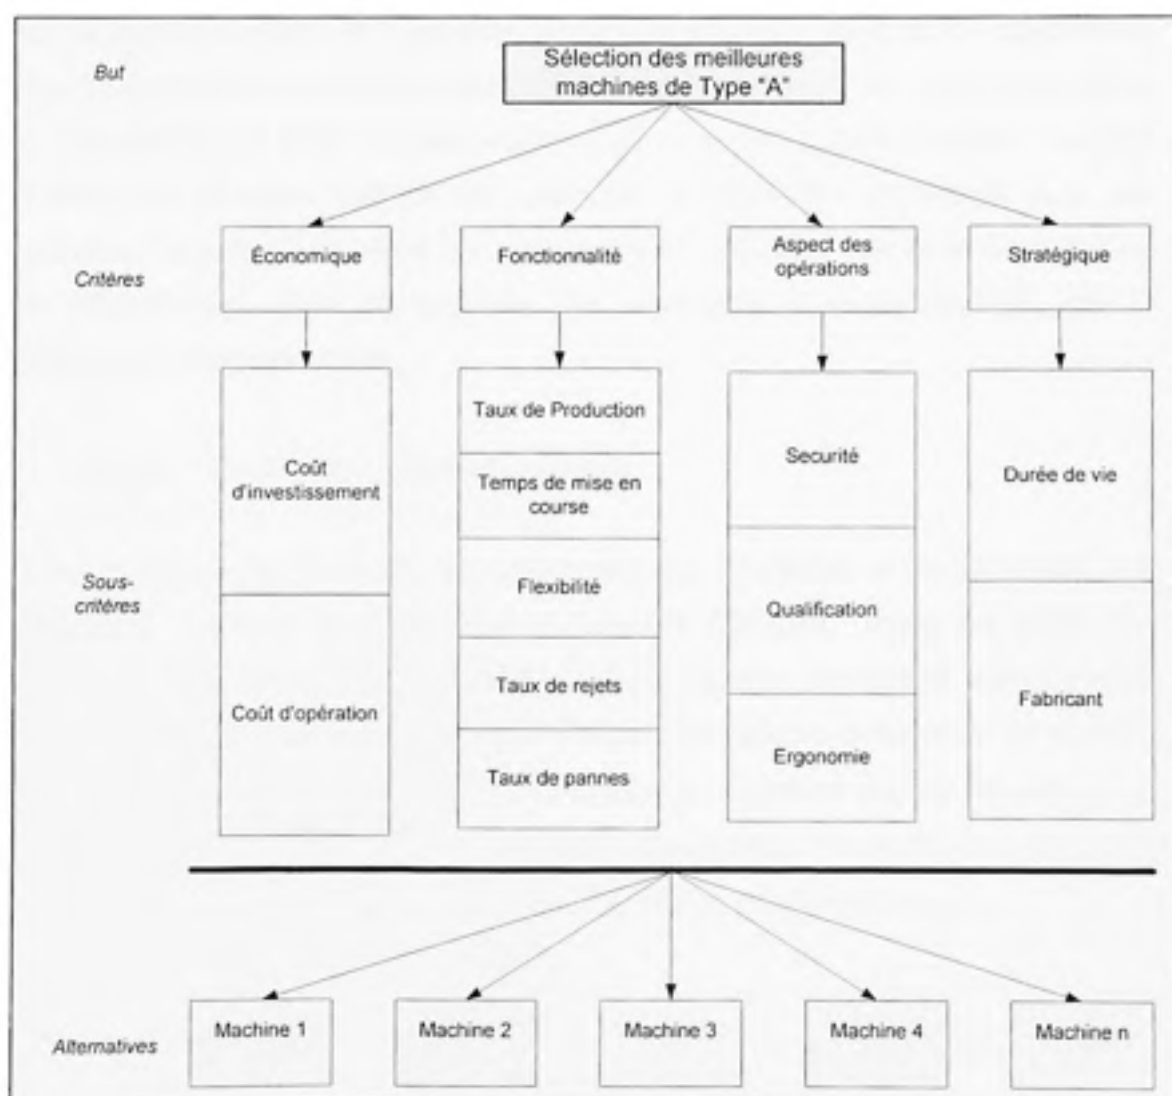 But
Sélection des meilleures
machines de Type "A"
Critères
Économique
Fonctionnalité
Aspect des
opérations
Stratégique
Sous-
critères
Coût
d'investissement
Coût d'opération
Taux de Production
Temps de mise en
course
Flexibilité
Taux de rejets
Taux de pannes
Securité
Qualification
Ergonomie
Durée de vie
Fabricant
Alternatives
Machine 1
Machine 2
Machine 3
Machine 4
Machine n